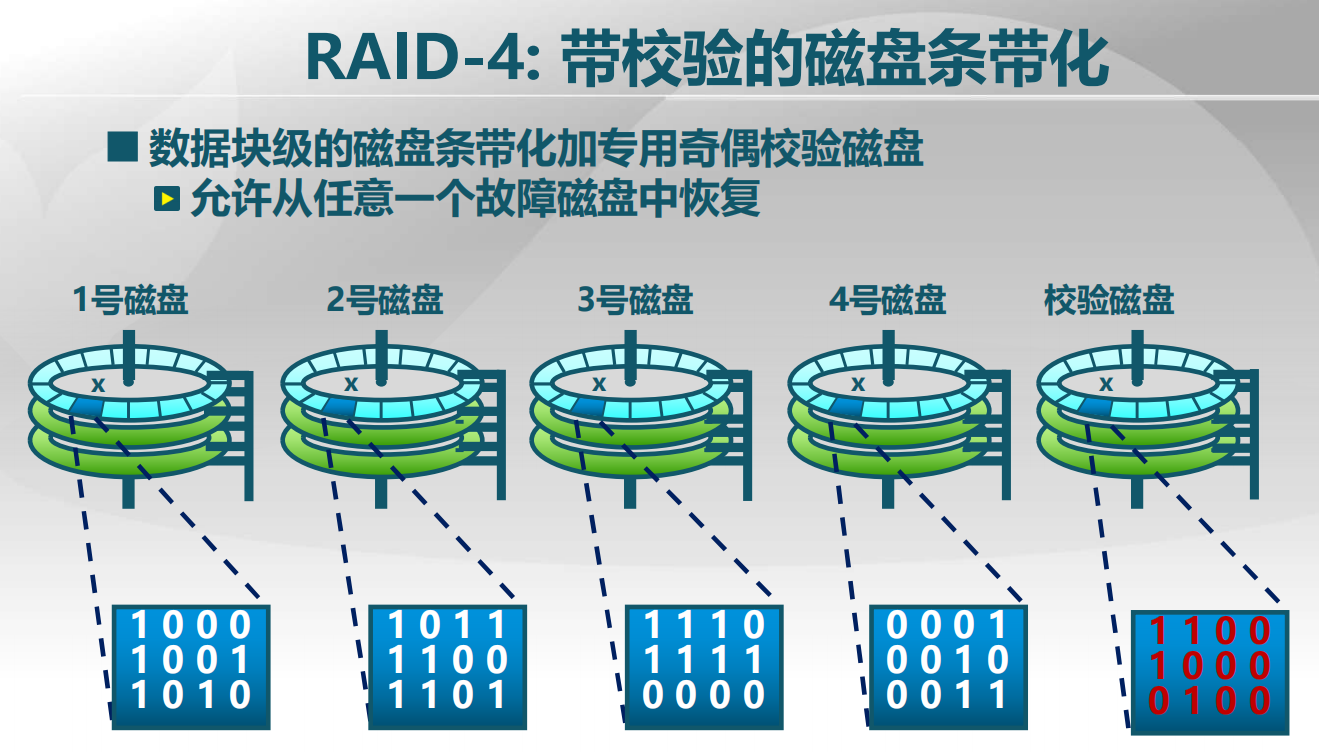 RAID-4: 带校验的磁盘条带化
数据块级的磁盘条带化加专用奇偶校验磁盘
允许从任意一个故障磁盘中恢复
1号磁盘 2号磁盘 3号磁盘 4号磁盘 校验磁盘
x x x x x
1 0 0 0 1 0 1 1 1 1 1 0 0 0 0 1 1 1 0 0
1 0 0 1 1 1 0 0 1 1 1 1 0 0 1 0 1 0 0 0
1 0 1 0 1 1 0 1 0 0 0 0 0 0 1 1 0 1 0 0